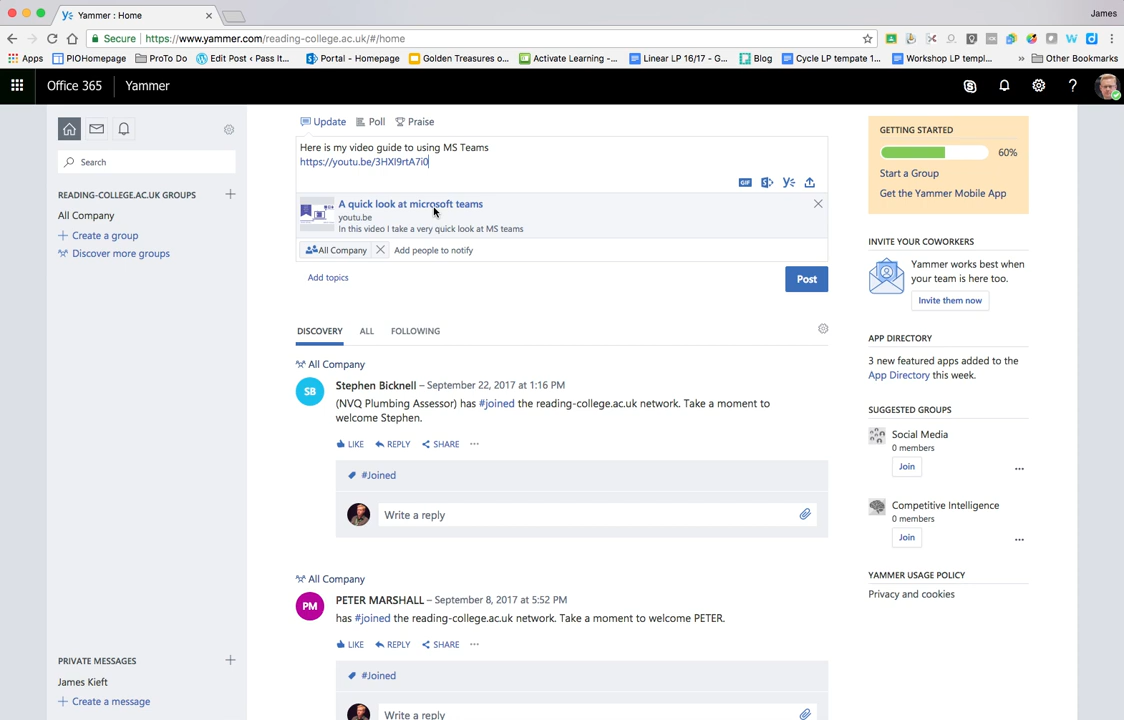 Yammer : Home
James
Secure https://www.yammer.com/reading-college.ac.uk/#/home
Apps PIOHomepage ProTo Do Edit Post ‹ Pass It... Portal - Homepage Golden Treasures o... Activate Learning -... Linear LP 16/17 - G... Blog Cycle LP tempate 1... Workshop LP templ... » Other Bookmarks
Office 365 Yammer
Update Poll Praise
Here is my video guide to using MS Teams
https://youtu.be/3HXI9rtA7i0
GIF
A quick look at microsoft teams
youtu.be
In this video I take a very quick look at MS teams
All Company Add people to notify
Add topics
Post
Search
READING-COLLEGE.AC.UK GROUPS
All Company
Create a group
Discover more groups
PRIVATE MESSAGES
James Kieft
Create a message
DISCOVERY ALL FOLLOWING
All Company
SB
Stephen Bicknell – September 22, 2017 at 1:16 PM
(NVQ Plumbing Assessor) has #joined the reading-college.ac.uk network. Take a moment to
welcome Stephen.
LIKE REPLY SHARE ...
#Joined
Write a reply
All Company
PM
PETER MARSHALL – September 8, 2017 at 5:52 PM
has #joined the reading-college.ac.uk network. Take a moment to welcome PETER.
LIKE REPLY SHARE ...
#Joined
Write a reply
GETTING STARTED
60%
Start a Group
Get the Yammer Mobile App
INVITE YOUR COWORKERS
Yammer works best when
your team is here too.
Invite them now
APP DIRECTORY
3 new featured apps added to the
App Directory this week.
SUGGESTED GROUPS
Social Media
0 members
Join
Competitive Intelligence
0 members
Join
YAMMER USAGE POLICY
Privacy and cookies